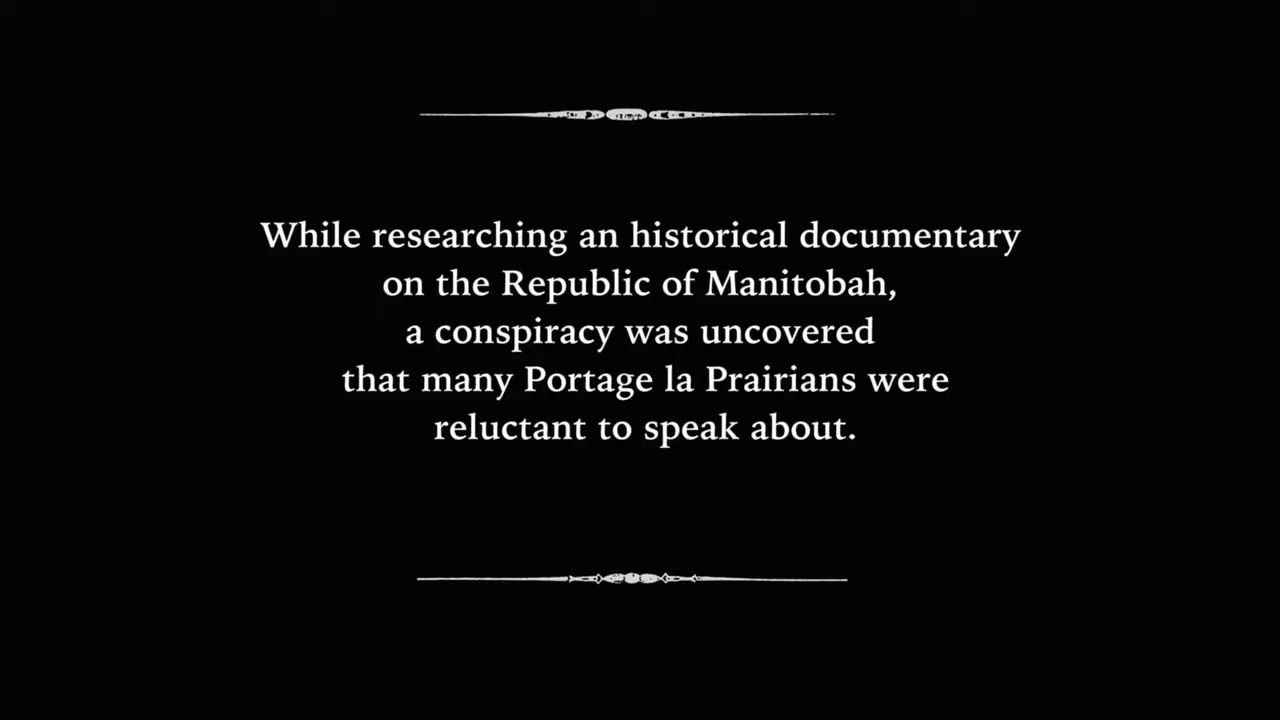 While researching an historical documentary
on the Republic of Manitobah,
a conspiracy was uncovered
that many Portage la Prairians were
reluctant to speak about.